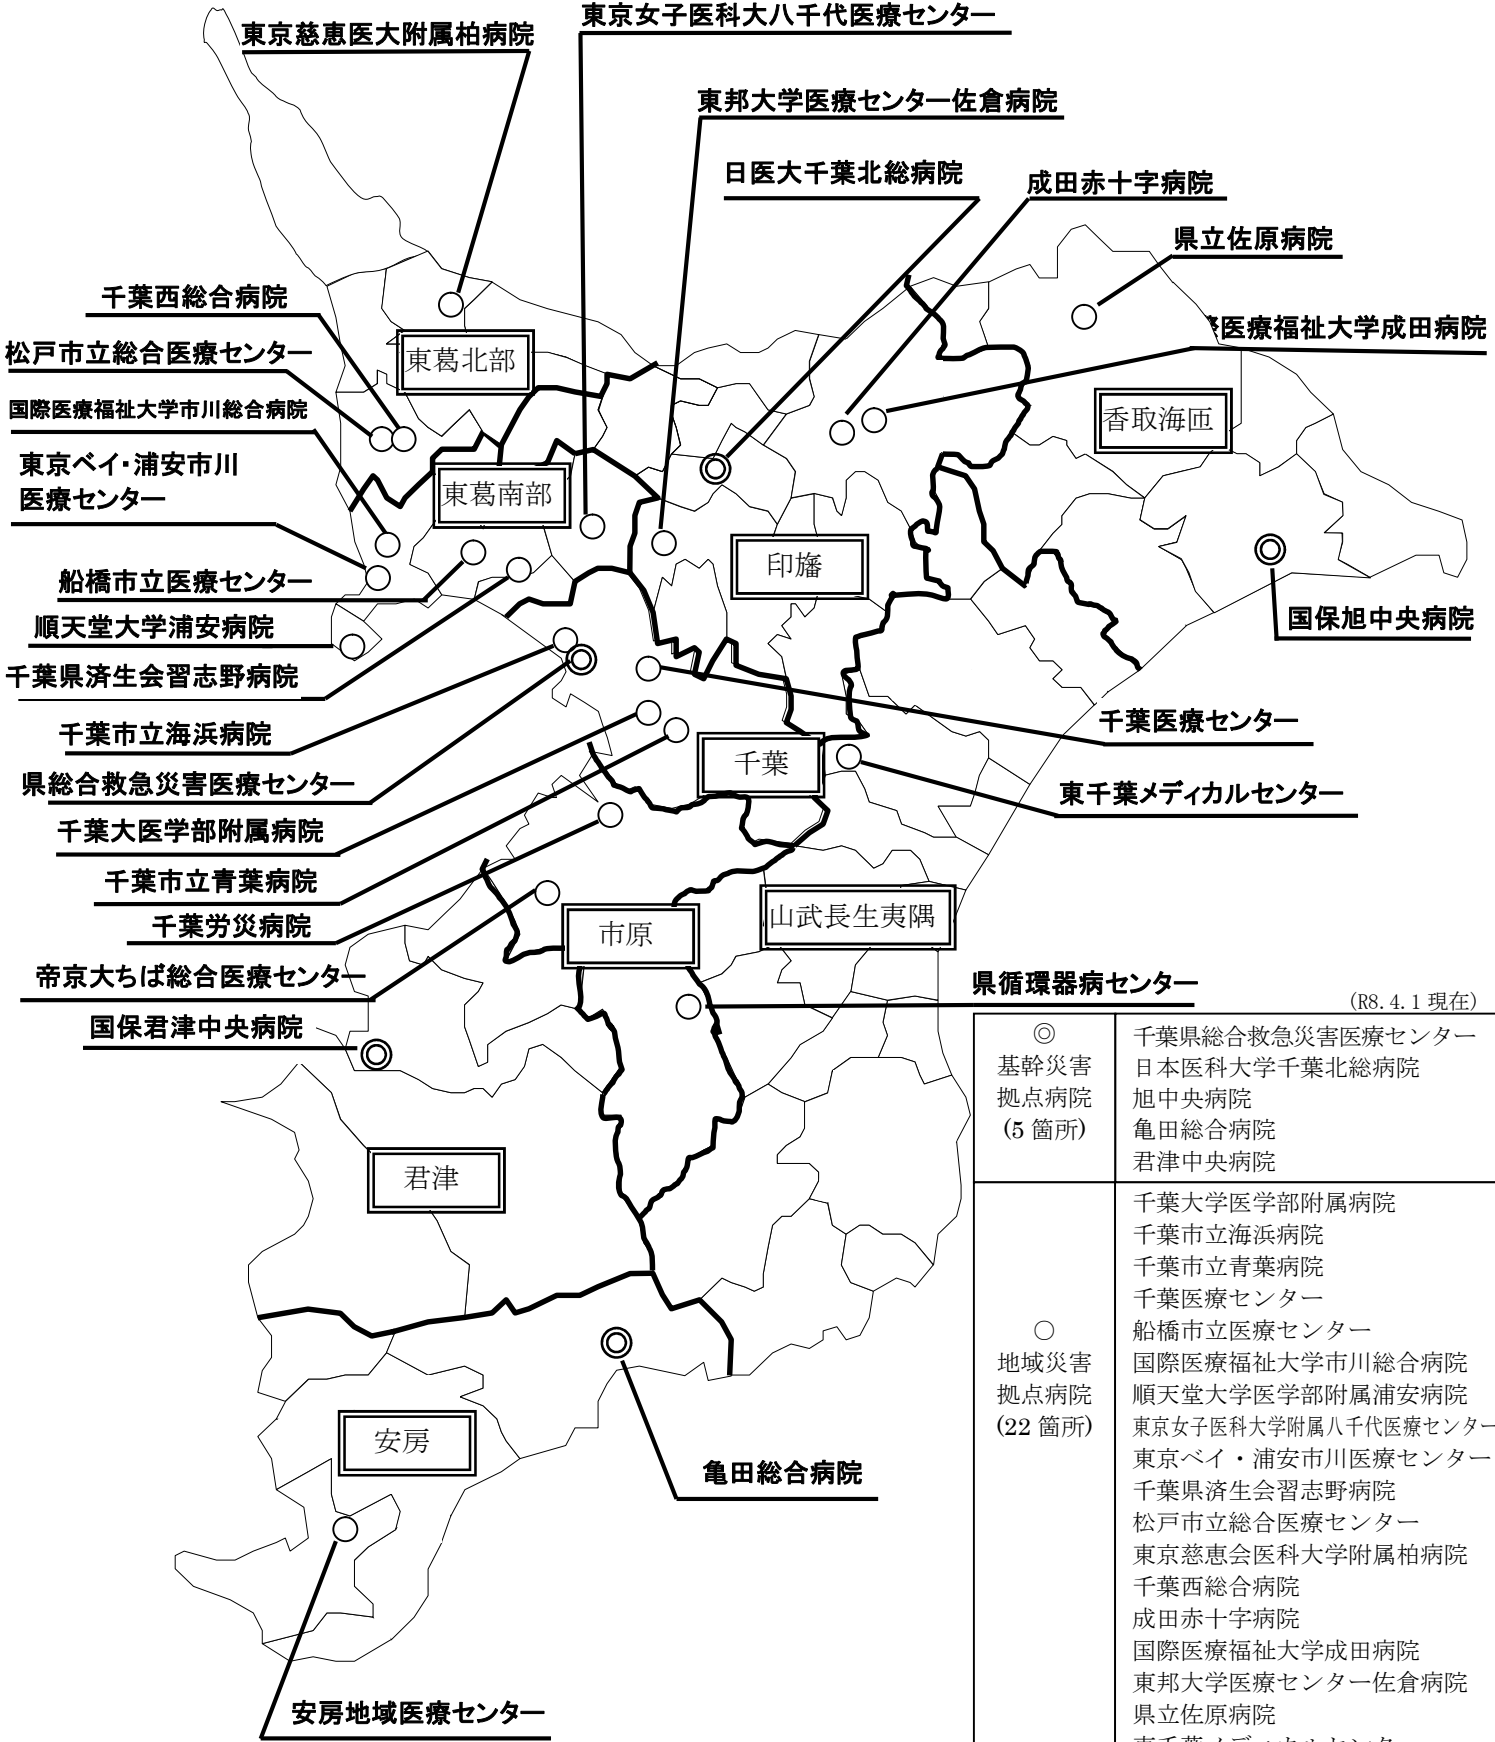 東京慈恵医大附属柏病院
東京女子医科大八千代医療センター
東邦大学医療センター佐倉病院
日医大千葉北総病院
成田赤十字病院
県立佐原病院
千葉西総合病院
医療福祉大学成田病院
松戸市立総合医療センター
東葛北部
国際医療福祉大学市川総合病院
香取海匝
東京ベイ・浦安市川
医療センター
東葛南部
印旛
船橋市立医療センター
国保旭中央病院
順天堂大学浦安病院
千葉県済生会習志野病院
千葉市立海浜病院
千葉医療センター
千葉
県総合救急災害医療センター
東千葉メディカルセンター
千葉大医学部附属病院
千葉市立青葉病院
千葉労災病院
市原
山武長生夷隅
帝京大ちば総合医療センター
県循環器病センター
国保君津中央病院
君津
安房
亀田総合病院
安房地域医療センター
(R8.4.1 現在)
◎
基幹災害
拠点病院
(5 箇所)
千葉県総合救急災害医療センター
日本医科大学千葉北総病院
旭中央病院
亀田総合病院
君津中央病院
○
地域災害
拠点病院
(22 箇所)
千葉大学医学部附属病院
千葉市立海浜病院
千葉市立青葉病院
千葉医療センター
船橋市立医療センター
国際医療福祉大学市川総合病院
順天堂大学医学部附属浦安病院
東京女子医科大学附属八千代医療センター
東京ベイ・浦安市川医療センター
千葉県済生会習志野病院
松戸市立総合医療センター
東京慈恵会医科大学附属柏病院
千葉西総合病院
成田赤十字病院
国際医療福祉大学成田病院
東邦大学医療センター佐倉病院
県立佐原病院